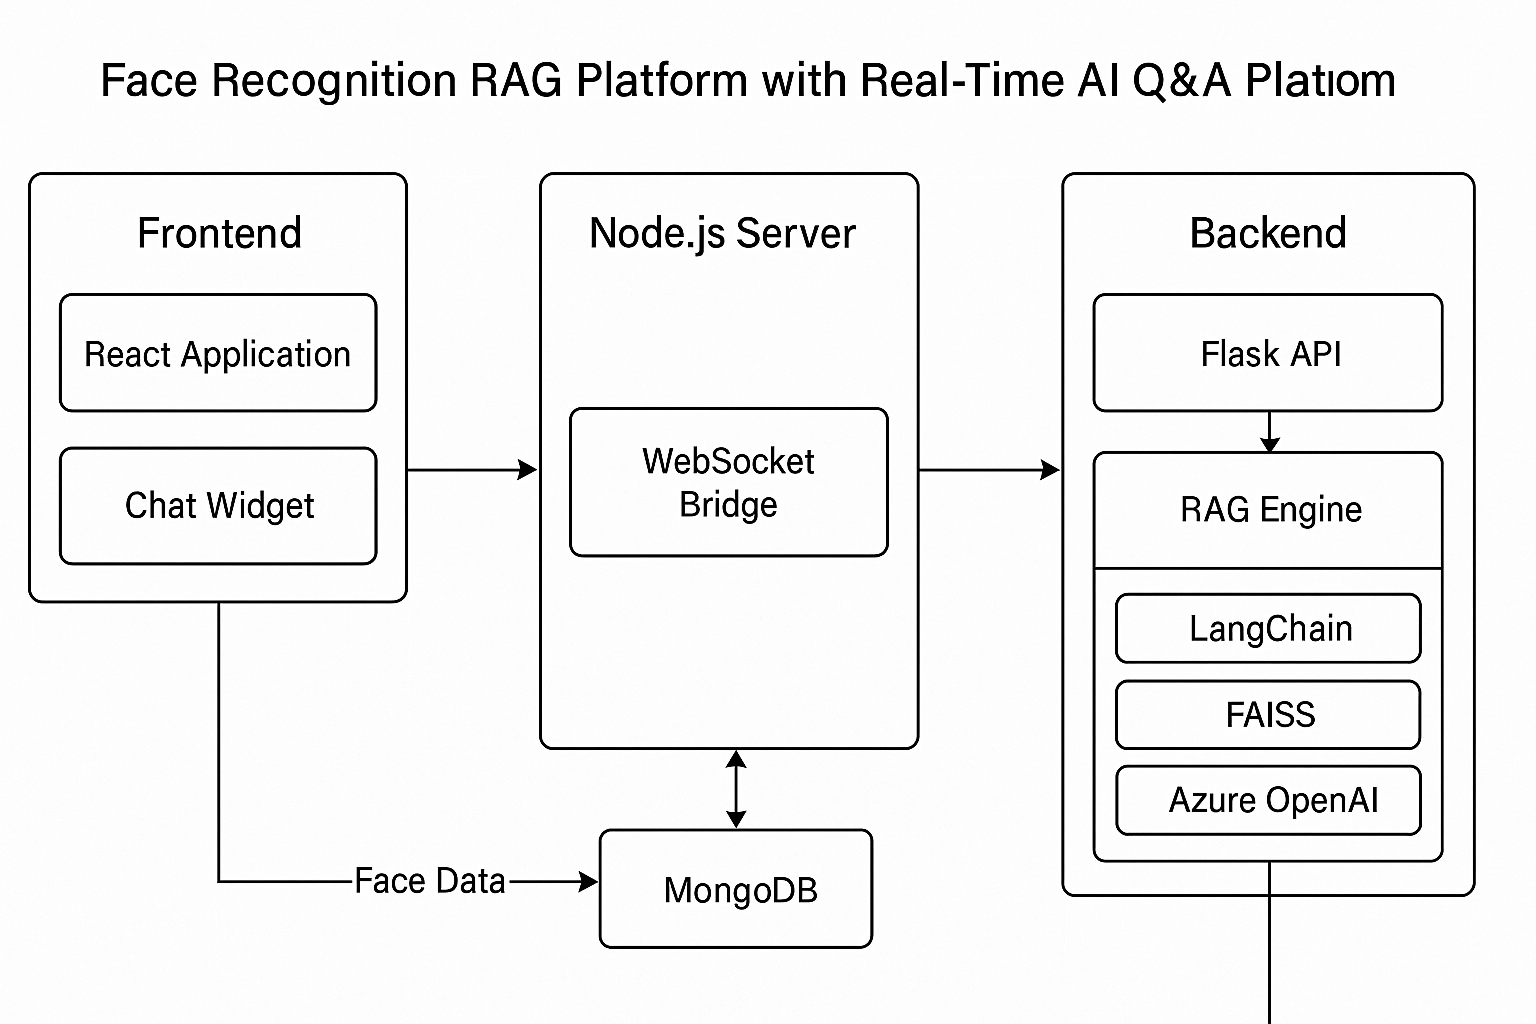 Face Recognition RAG Platform with Real-Time AI Q&A Platıom
Frontend
React Application
Chat Widget
Node.js Server
WebSocket
Bridge
Backend
Flask API
RAG Engine
LangChain
FAISS
Azure OpenAI
Face Data
MongoDB